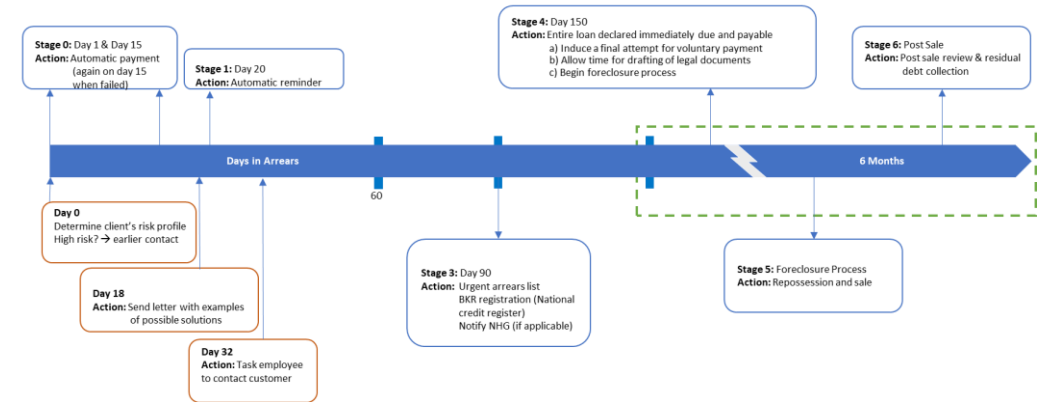 Stage 0: Day 1 & Day 15
Action: Automatic payment
(again on day 15
when failed)
Stage 1: Day 20
Action: Automatic reminder
Stage 4: Day 150
Action: Entire loan declared immediately due and payable
a) Induce a final attempt for voluntary payment
b) Allow time for drafting of legal documents
c) Begin foreclosure process
Stage 6: Post Sale
Action: Post sale review & residual
debt collection
Days in Arrears
6 Months
60
Day 0
Determine client's risk profile
High risk? → earlier contact
Day 18
Action: Send letter with examples
of possible solutions
Day 32
Action: Task employee
to contact customer
Stage 3: Day 90
Action: Urgent arrears list
BKR registration (National
credit register)
Notify NHG (if applicable)
Stage 5: Foreclosure Process
Action: Repossession and sale